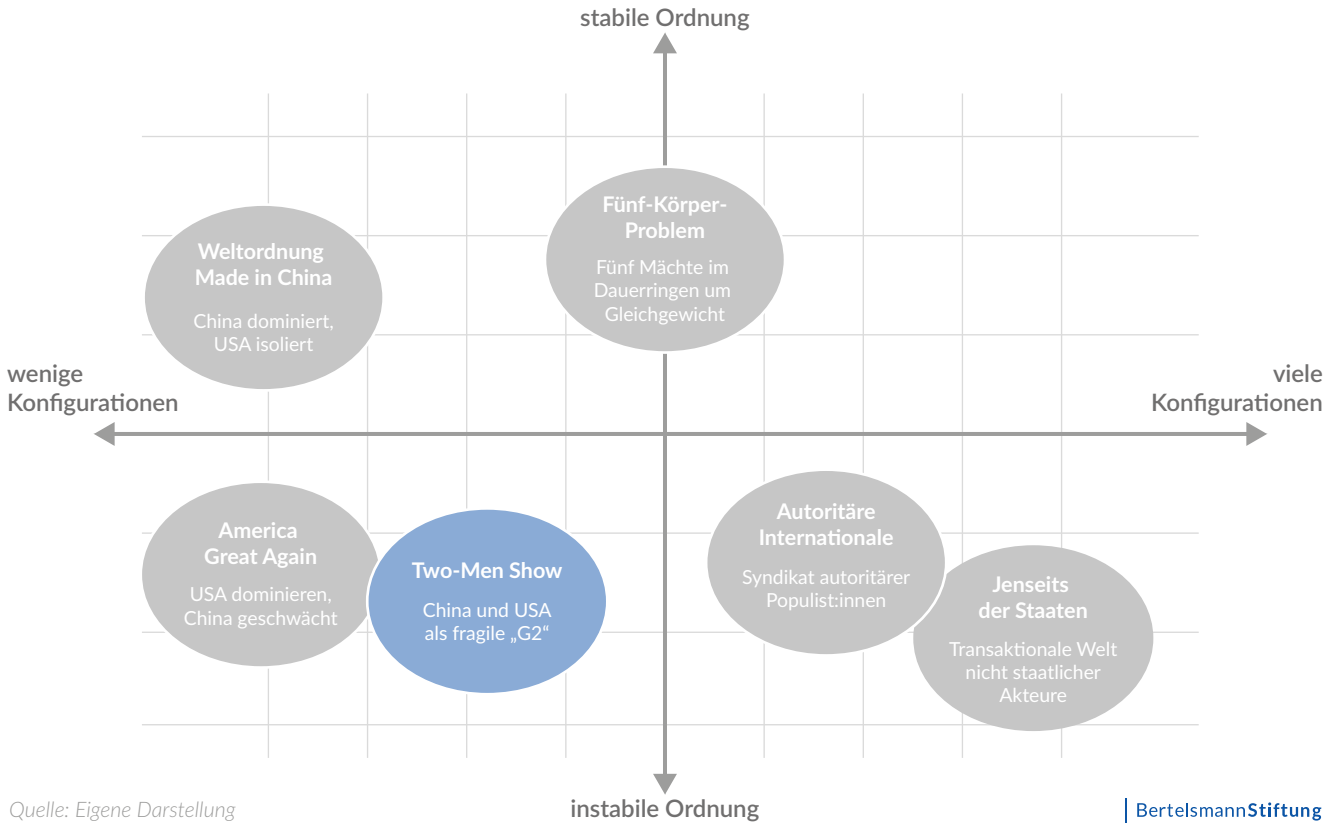 stabile Ordnung
Fünf-Körper-
Problem
Fünf Mächte im
Dauerringen um
Gleichgewicht
Weltordnung
Made in China
China dominiert,
USA isoliert
wenige
Konfigurationen
viele
Konfigurationen
America
Great Again
USA dominieren,
China geschwächt
Two-Men Show
China und USA
als fragile „G2“
Autoritäre
Internationale
Syndikat autoritärer
Populist:innen
Jenseits
der Staaten
Transaktionale Welt
nicht staatlicher
Akteure
Quelle: Eigene Darstellung
instabile Ordnung
BertelsmannStiftung